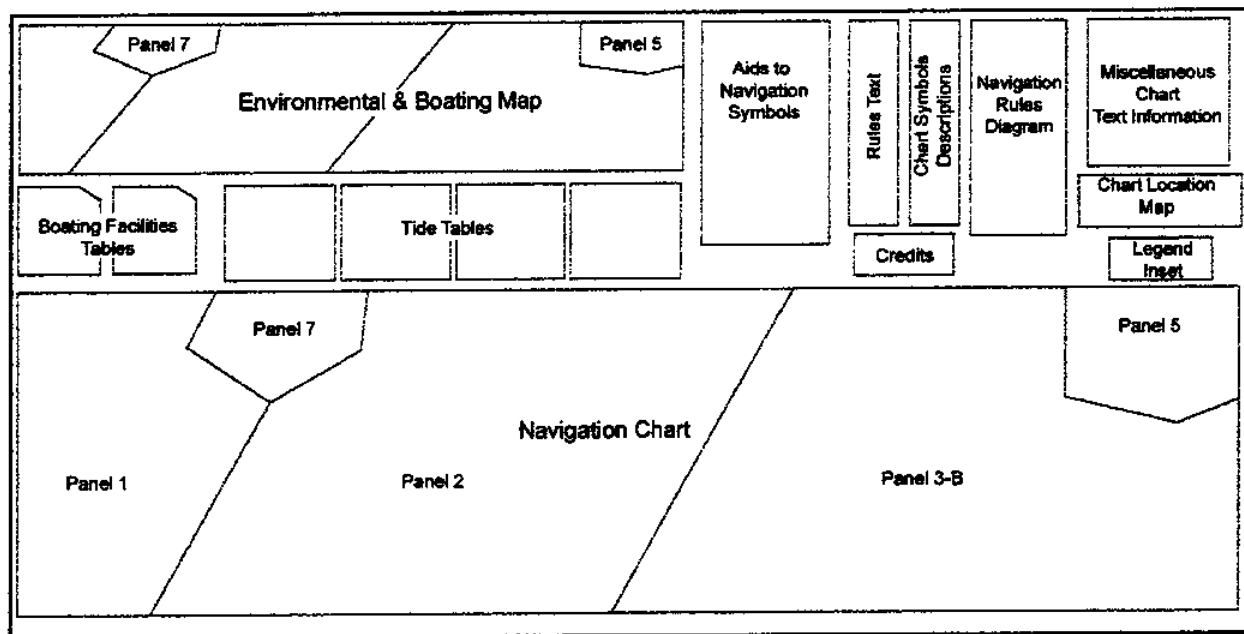 Panel 7
Panel 5
Environmental & Boating Map
Aids to
Navigation
Symbols
Rules Text
Chart Symbols
Descriptions
Navigation
Rules
Diagram
Miscellaneous
Chart
Text Information
Chart Location
Map
Boating Facilities
Tables
Tide Tables
Credits
Legend
Inset
Panel 7
Panel 5
Navigation Chart
Panel 1
Panel 2
Panel 3-B